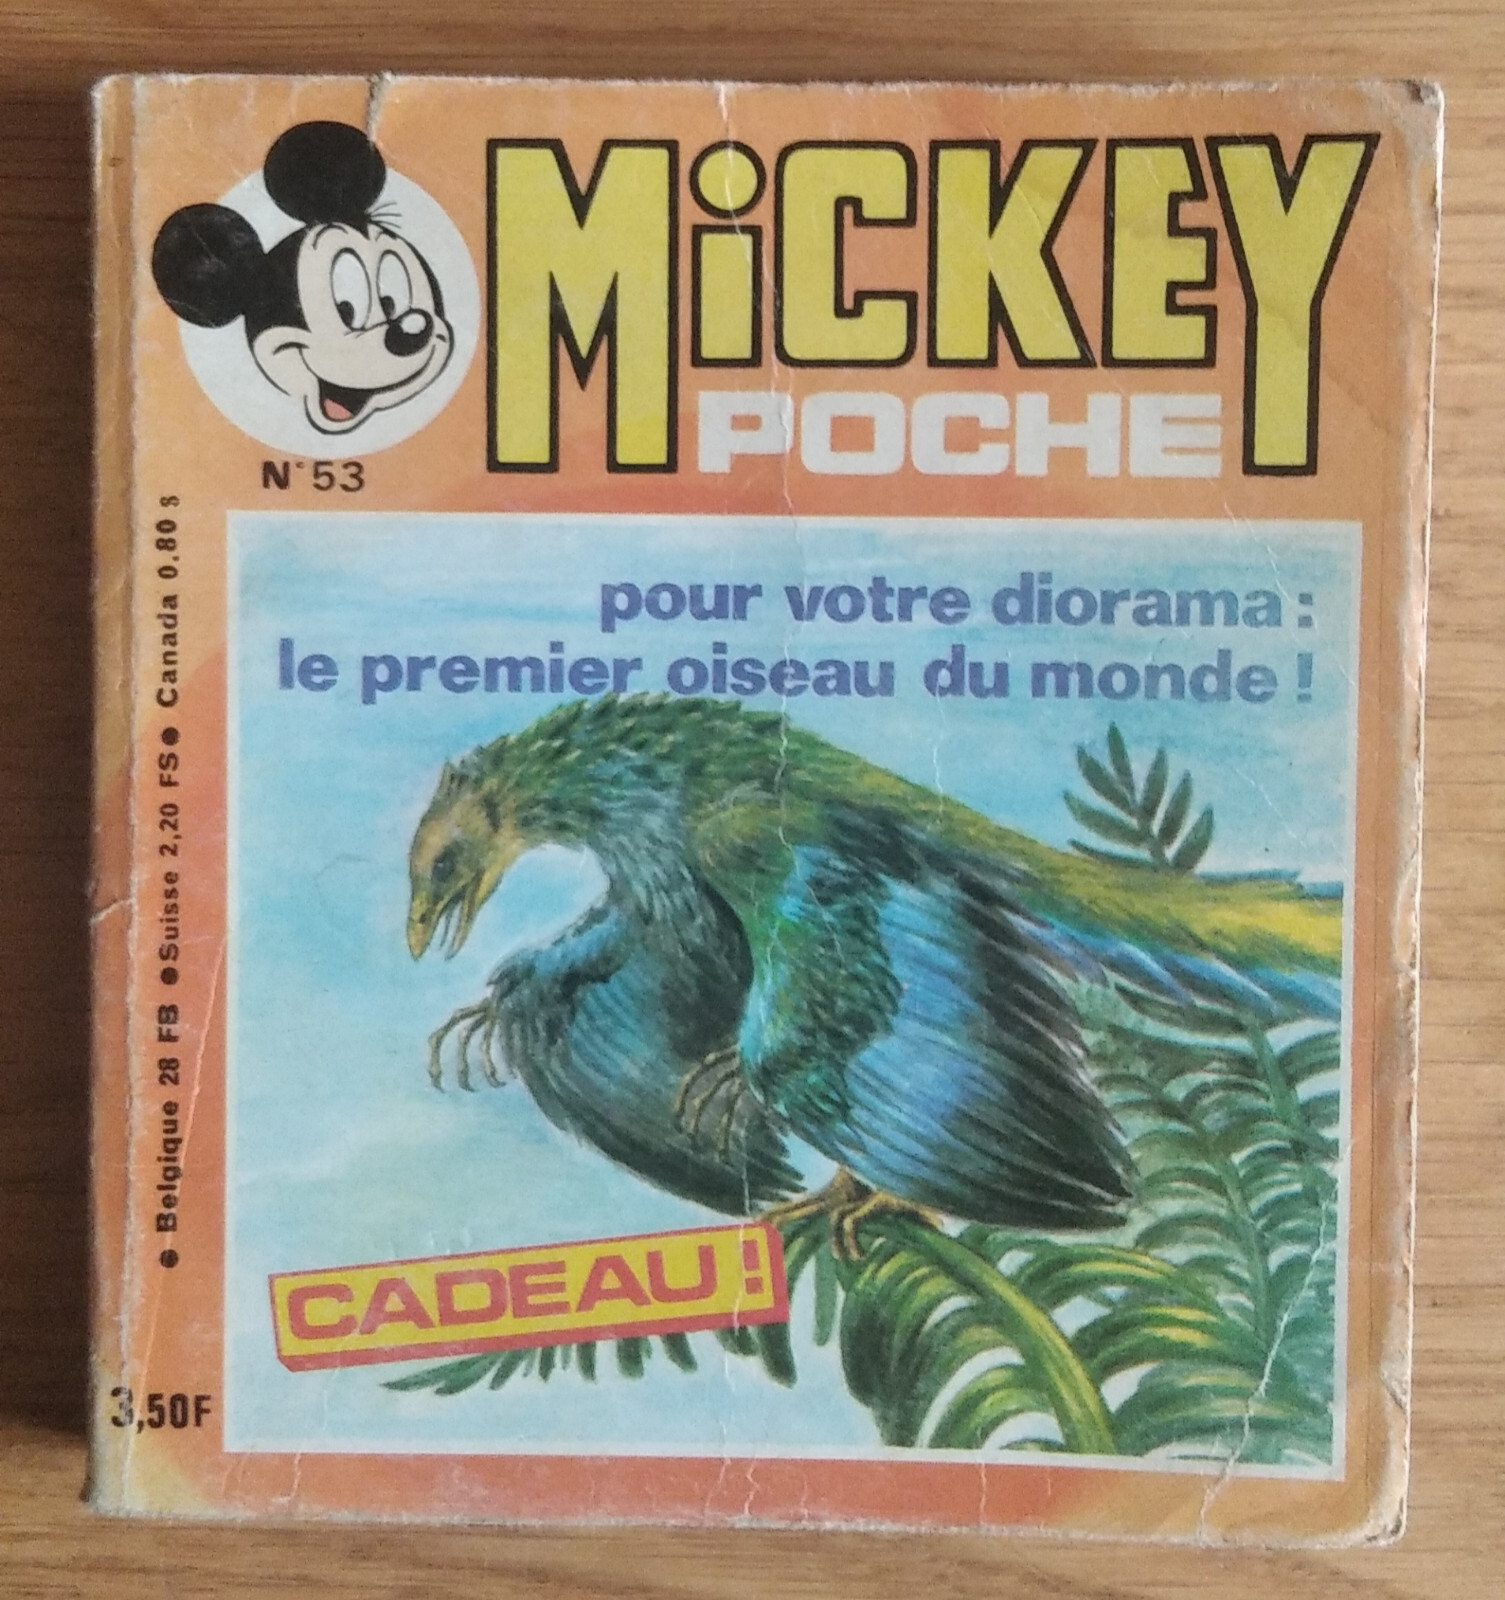 MiCKEY
POCHE
N° 53
pour votre diorama :
le premier oiseau du monde !
CADEAU !
● Belgique 28 FB ● Suisse 2,20 FS ● Canada 0.80 $
3,50F